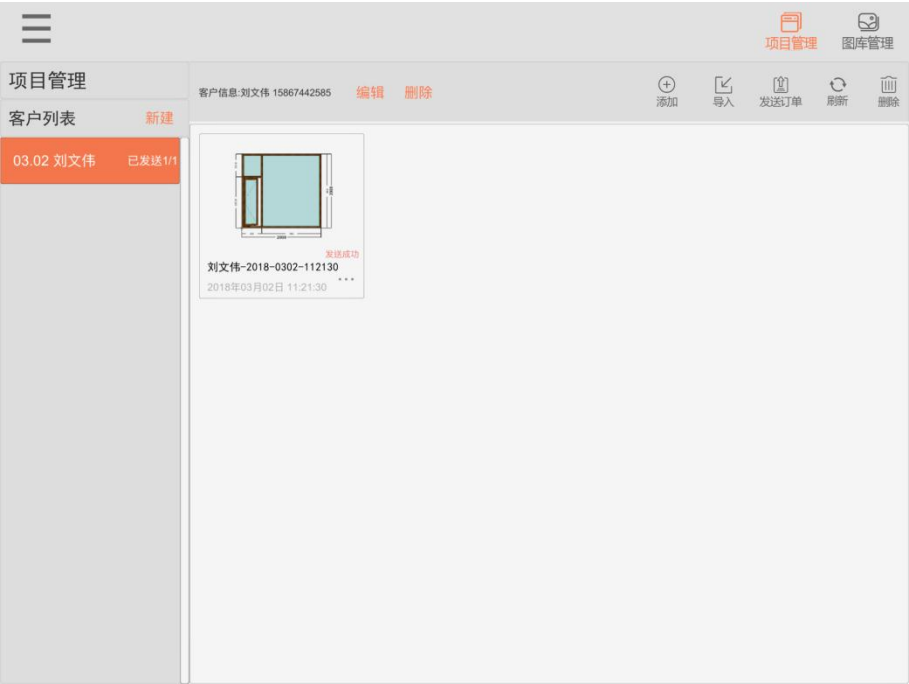 项目管理
图库管理
项目管理
客户列表
新建
03.02 刘文伟
已发送1/1
客户信息:刘文伟 15867442585
编辑
删除
添加
导入
发送订单
刷新
删除
发送成功
刘文伟-2018-0302-112130
2018年03月02日 11:21:30